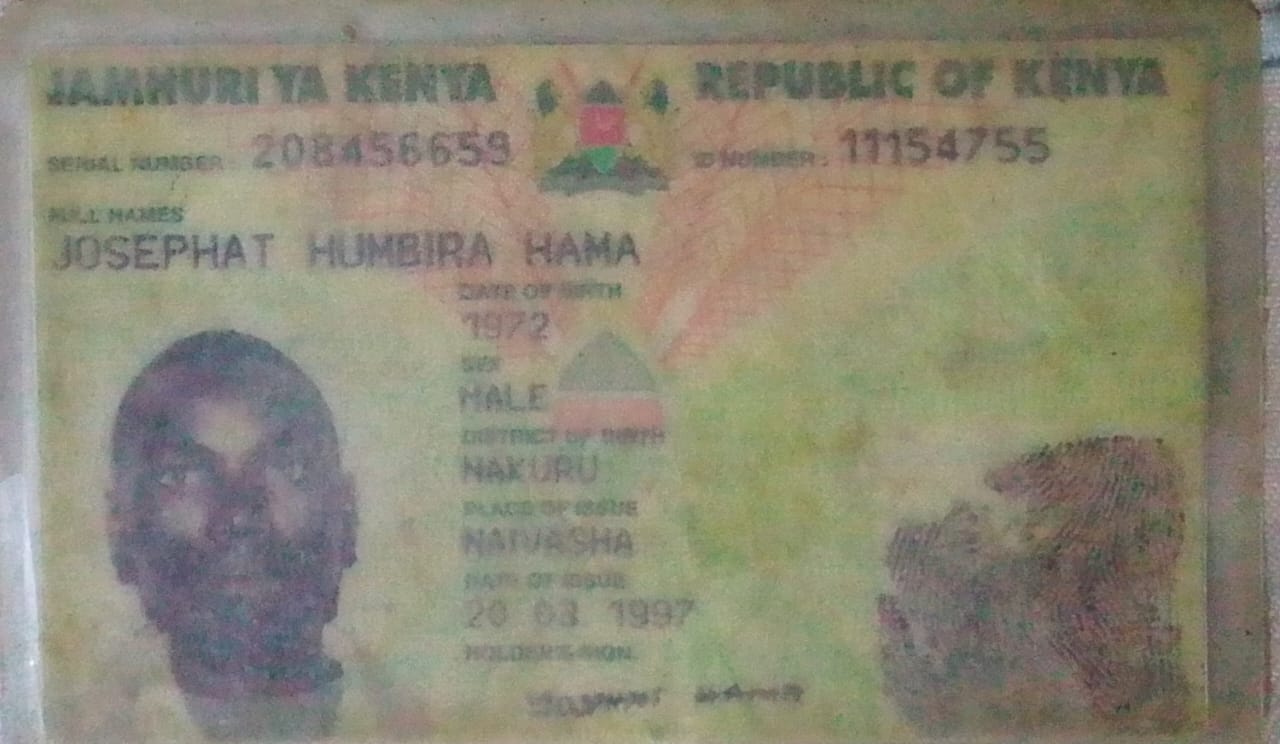 JAMHURI YA KENYA REPUBLIC OF KENYA
SERIAL NUMBER : 208456659 ID NUMBER : 11154755
FULL NAMES
JOSEPHAT HUMBIRA HAMA
DATE OF BIRTH
1972
SEX
MALE
DISTRICT OF BIRTH
NAKURU
PLACE OF ISSUE
NAIVASHA
DATE OF ISSUE
20 03 1997
HOLDER'S SIGN.